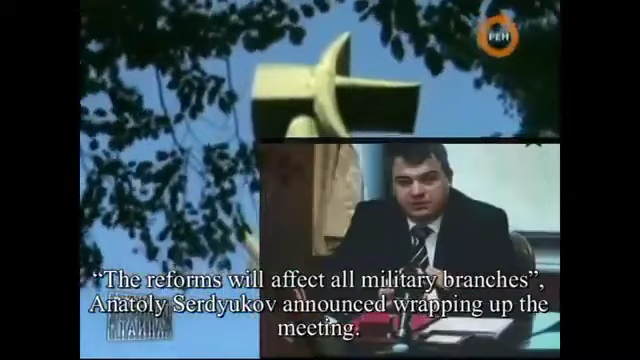 РЕН
“The reforms will affect all military branches”,
Anatoly Serdyukov announced wrapping up the
meeting.